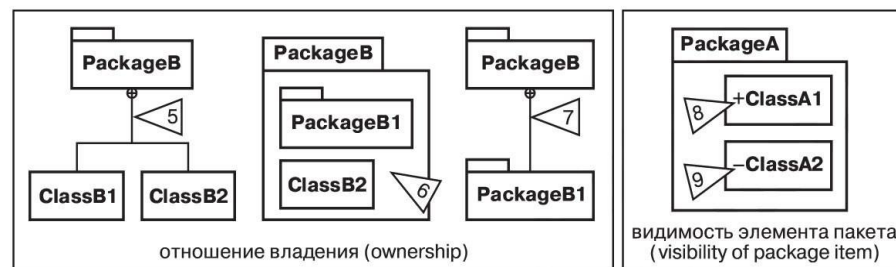 PackageB
5
ClassB1
ClassB2
PackageB
PackageB1
ClassB2
6
PackageB
7
PackageB1
отношение владения (ownership)
PackageA
8
+ClassA1
9
−ClassA2
видимость элемента пакета
(visibility of package item)